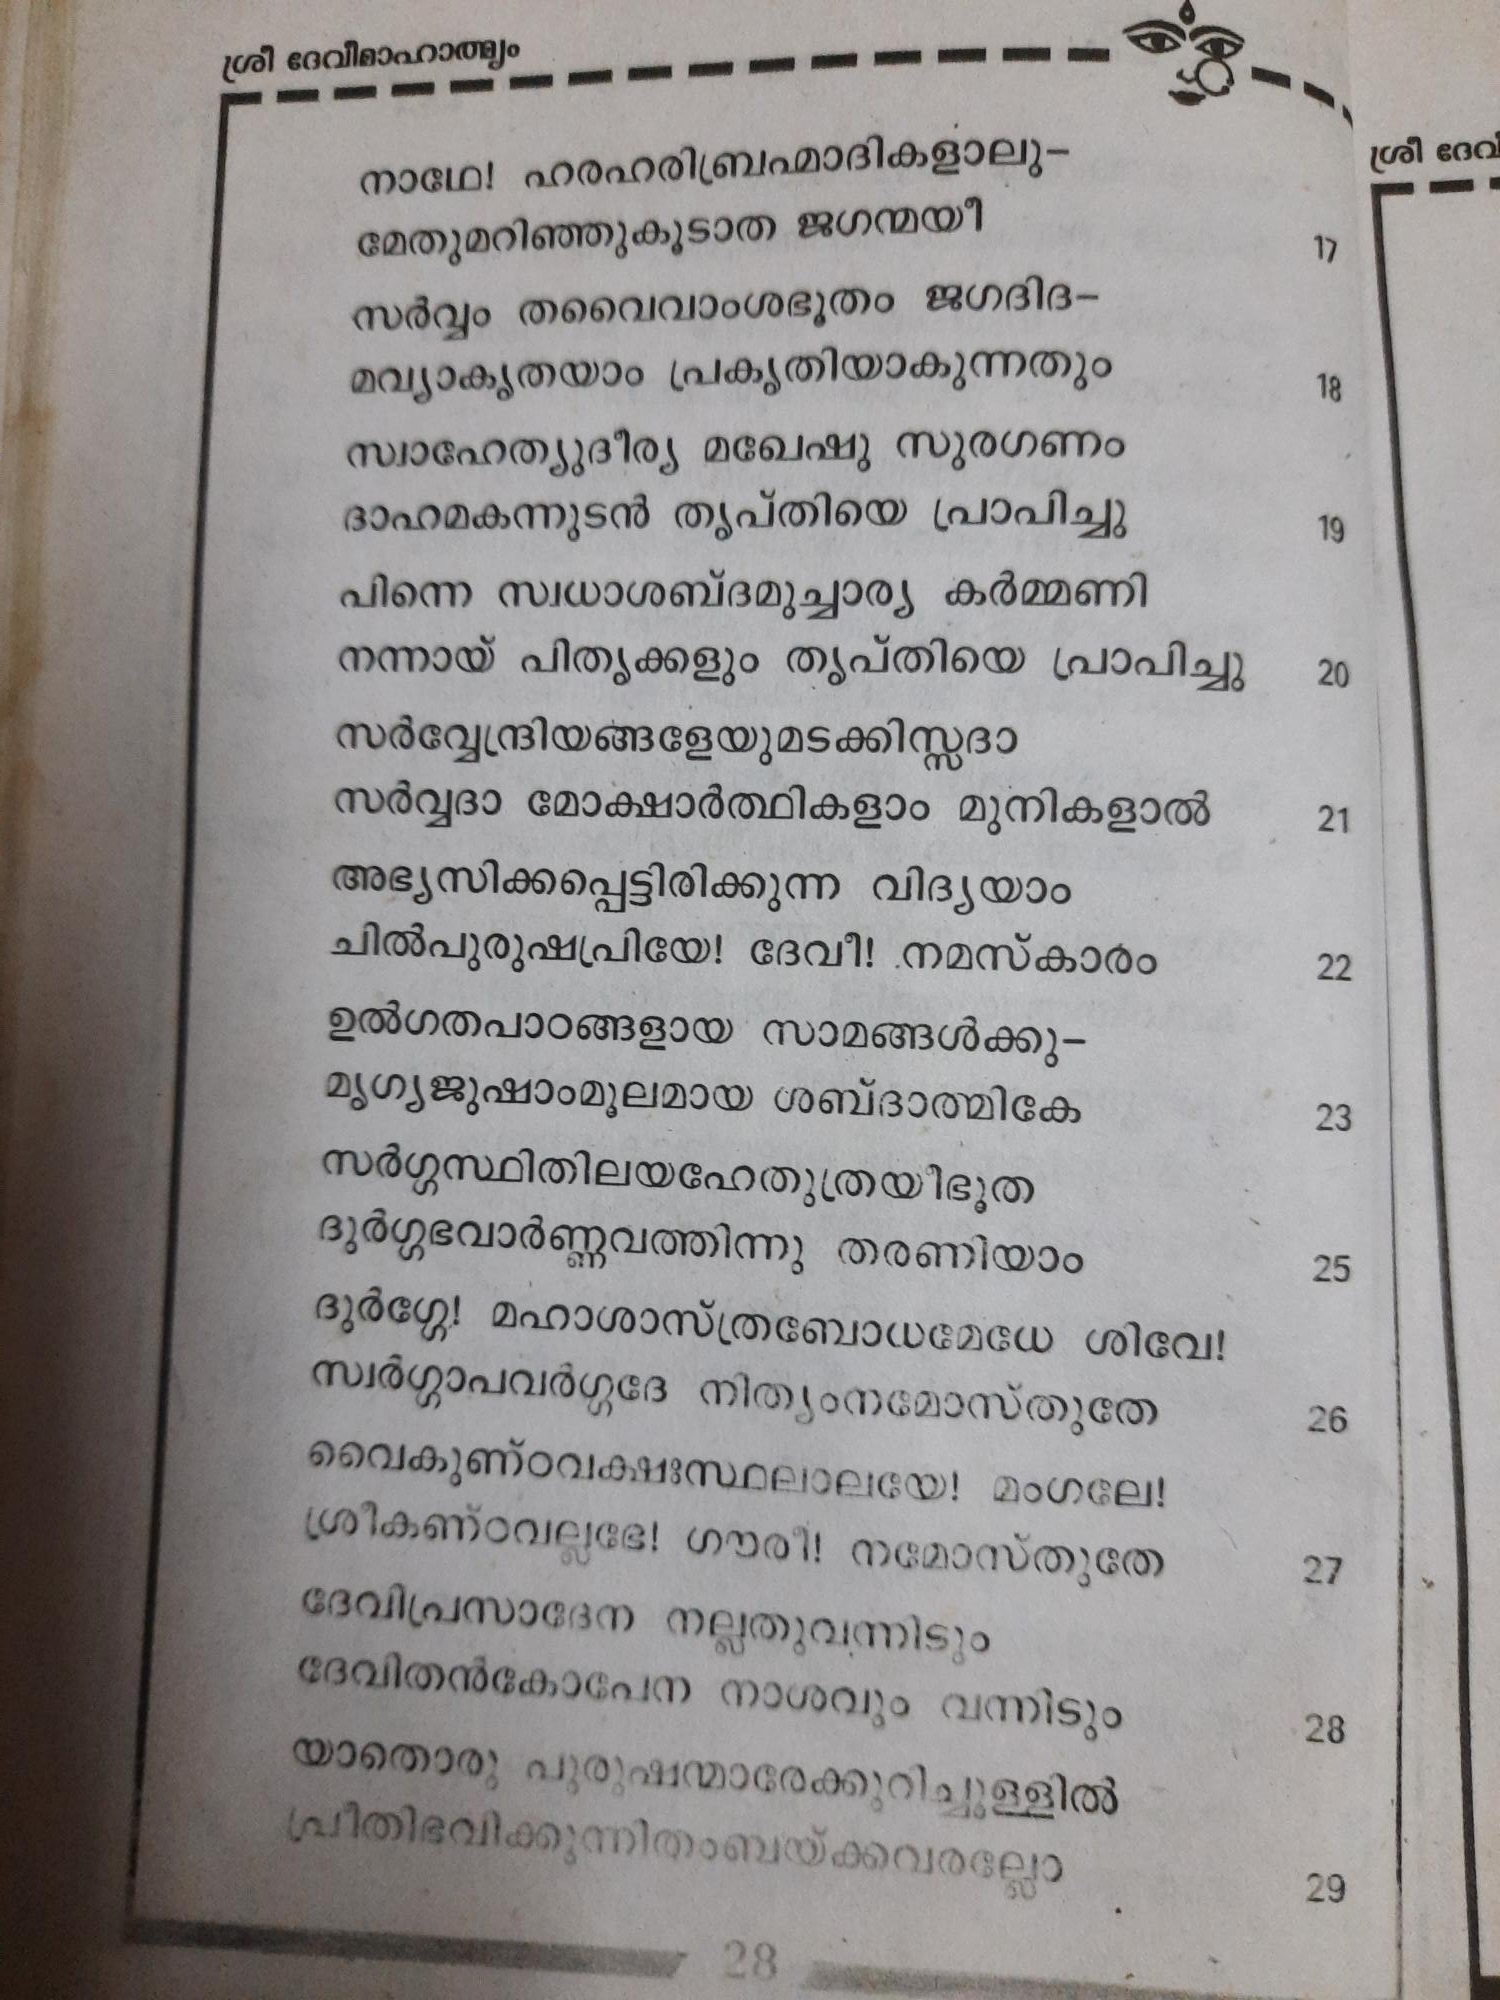 ശ്രീ ദേവീമാഹാത്മ്യം
നാഥേ! ഹരഹരിബ്രഹ്മാദികളാലു-
മേതുമറിഞ്ഞുകൂടാത ജഗന്മയീ
17
സർവ്വം തവൈവാംശഭൂതം ജഗദിദ-
മവ്യാകൃതയാം പ്രകൃതിയാകുന്നതും
18
സ്വാഹേത്യുദീര്യ മഖേഷു സുരഗണം
ദാഹമകന്നുടൻ തൃപ്തിയെ പ്രാപിച്ചു
19
പിന്നെ സ്വധാശബ്ദമുച്ചാര്യ കർമ്മണി
നന്നായ് പിതൃക്കളും തൃപ്തിയെ പ്രാപിച്ചു
20
സർവ്വേന്ദ്രിയങ്ങളേയുമടക്കിസ്സദാ
സർവ്വദാ മോക്ഷാർത്ഥികളാം മുനികളാൽ
21
അഭ്യസിക്കപ്പെട്ടിരിക്കുന്ന വിദ്യയാം
ചിൽപുരുഷപ്രിയേ! ദേവീ! നമസ്കാരം
22
ഉൽഗതപാഠങ്ങളായ സാമങ്ങൾക്കു-
മൃഗ്യജുഷാംമൂലമായ ശബ്ദാത്മികേ
23
സർഗ്ഗസ്ഥിതിലയഹേതുത്രയീഭൂത
ദുർഗ്ഗഭവാർണ്ണവത്തിന്നു തരണിയാം
25
ദുർഗ്ഗേ! മഹാശാസ്ത്രബോധമേധേ ശിവേ!
സ്വർഗ്ഗാപവർഗ്ഗദേ നിത്യംനമോസ്തുതേ
26
വൈകുണ്ഠവക്ഷഃസ്ഥലാലയേ! മംഗലേ!
ശ്രീകണ്ഠവല്ലഭേ! ഗൗരീ! നമോസ്തുതേ
27
ദേവിപ്രസാദേന നല്ലതുവന്നിടും
ദേവിതൻകോപേന നാശവും വന്നിടും
28
യാതൊരു പുരുഷന്മാരേക്കുറിച്ചുള്ളിൽ
പ്രീതിഭവിക്കുന്നിതംബയ്ക്കവരല്ലോ
29
28
ശ്രീ